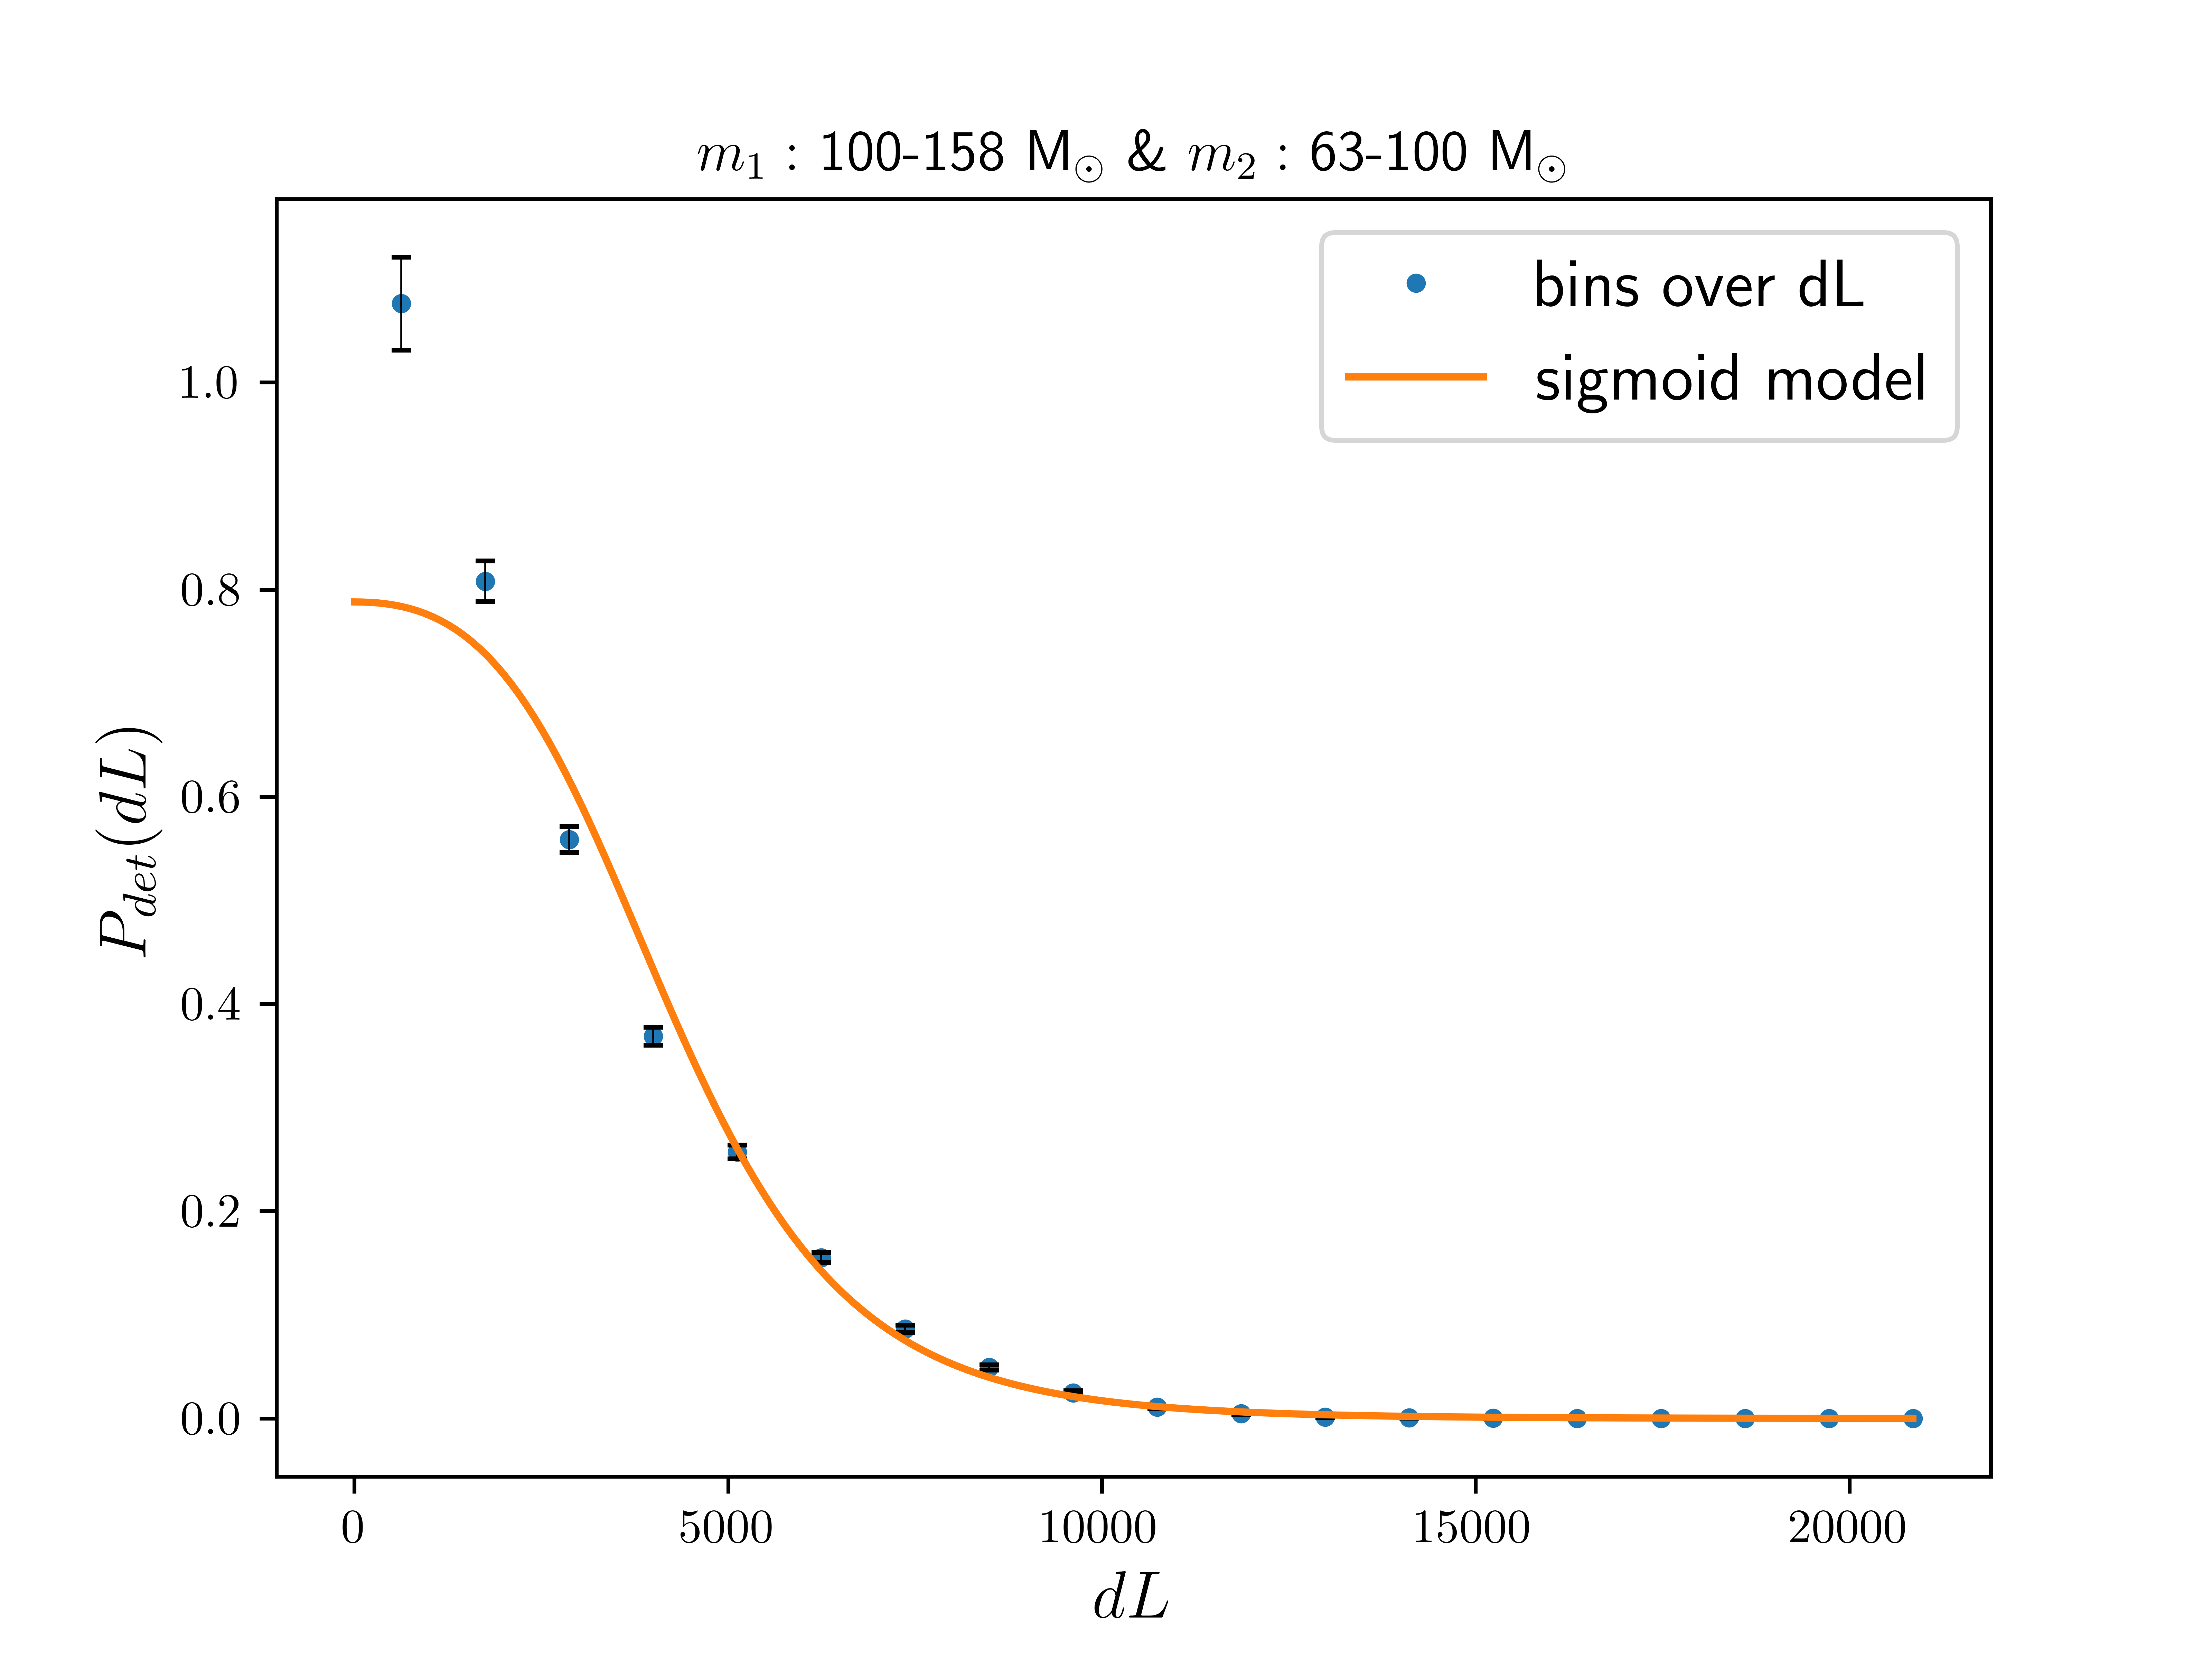 m₁ : 100-158 M⊙ & m₂ : 63-100 M⊙
bins over dL
sigmoid model
P_det(dL)
1.0
0.8
0.6
0.4
0.2
0.0
0 5000 10000 15000 20000
dL